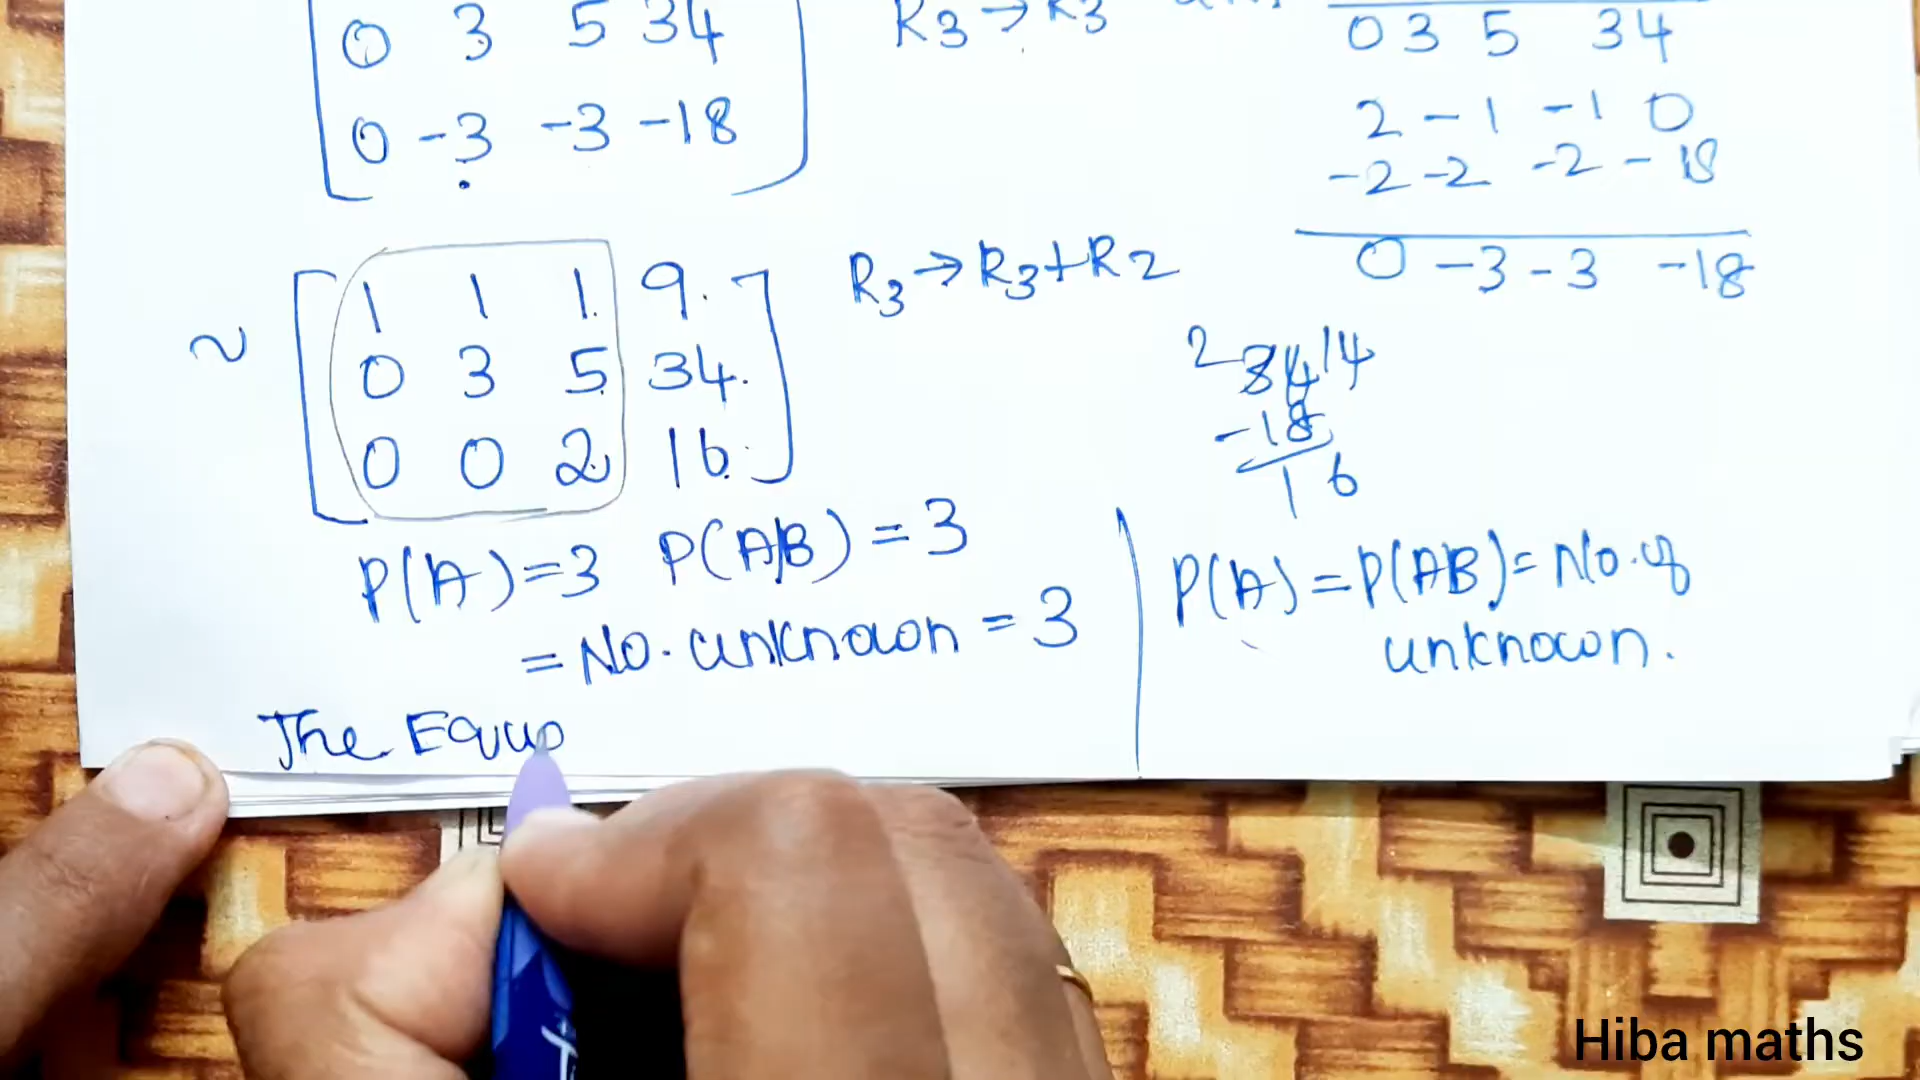 0 3 5 34
R3 → R3
0 3 5 34
0 -3 -3 -18
2 -1 -1 0
-2 -2 -2 -18
0 -3 -3 -18
~ [ 1 1 1 9 ] R3 → R3 + R2
0 3 5 34
0 0 2 16
2 34 14
-18
16
P(A) = 3 P(AB) = 3
= No. unknown = 3
P(A) = P(AB) = No. of
unknown.
The Equa
Hiba maths